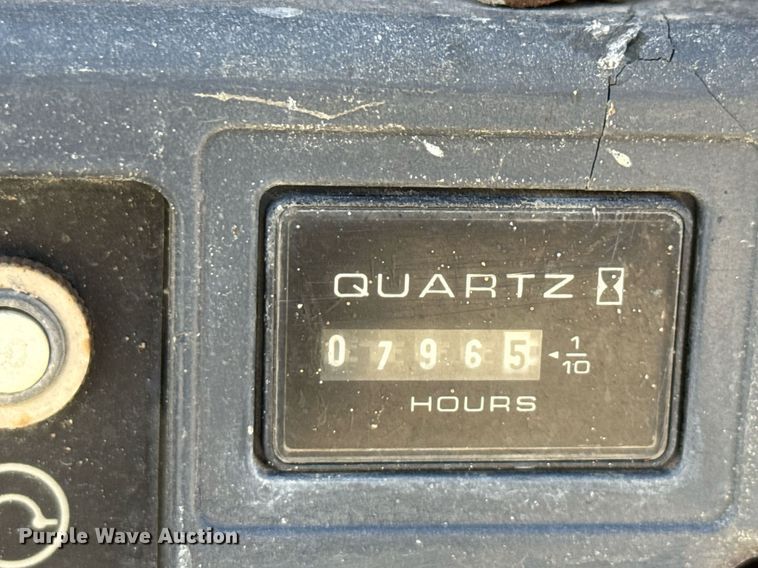 QUARTZ
07965 ◄ 1/10
HOURS
Purple Wave Auction